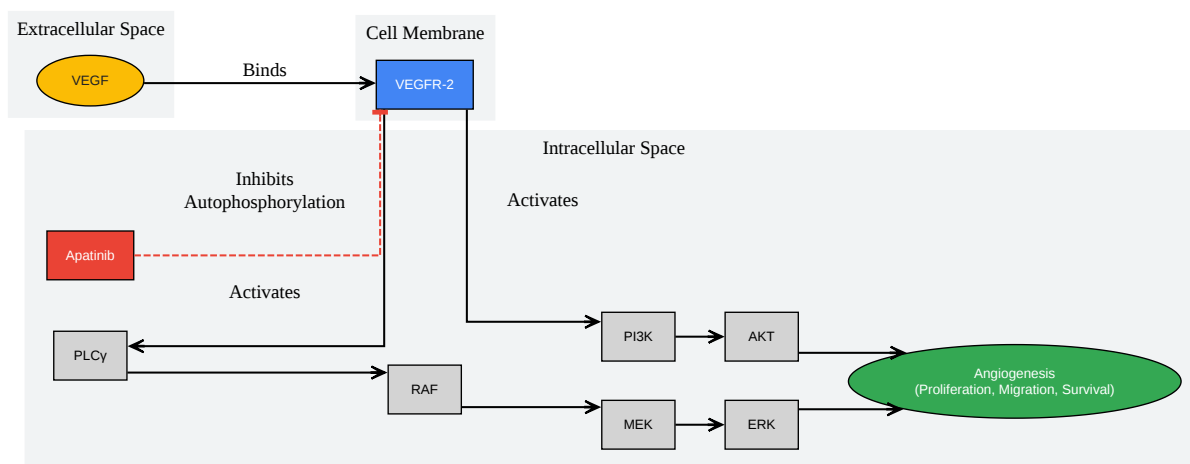 Extracellular Space
Cell Membrane
VEGF
Binds
VEGFR-2
Intracellular Space
Inhibits
Autophosphorylation
Activates
Apatinib
Activates
PLCγ
PI3K
AKT
RAF
Angiogenesis
(Proliferation, Migration, Survival)
MEK
ERK